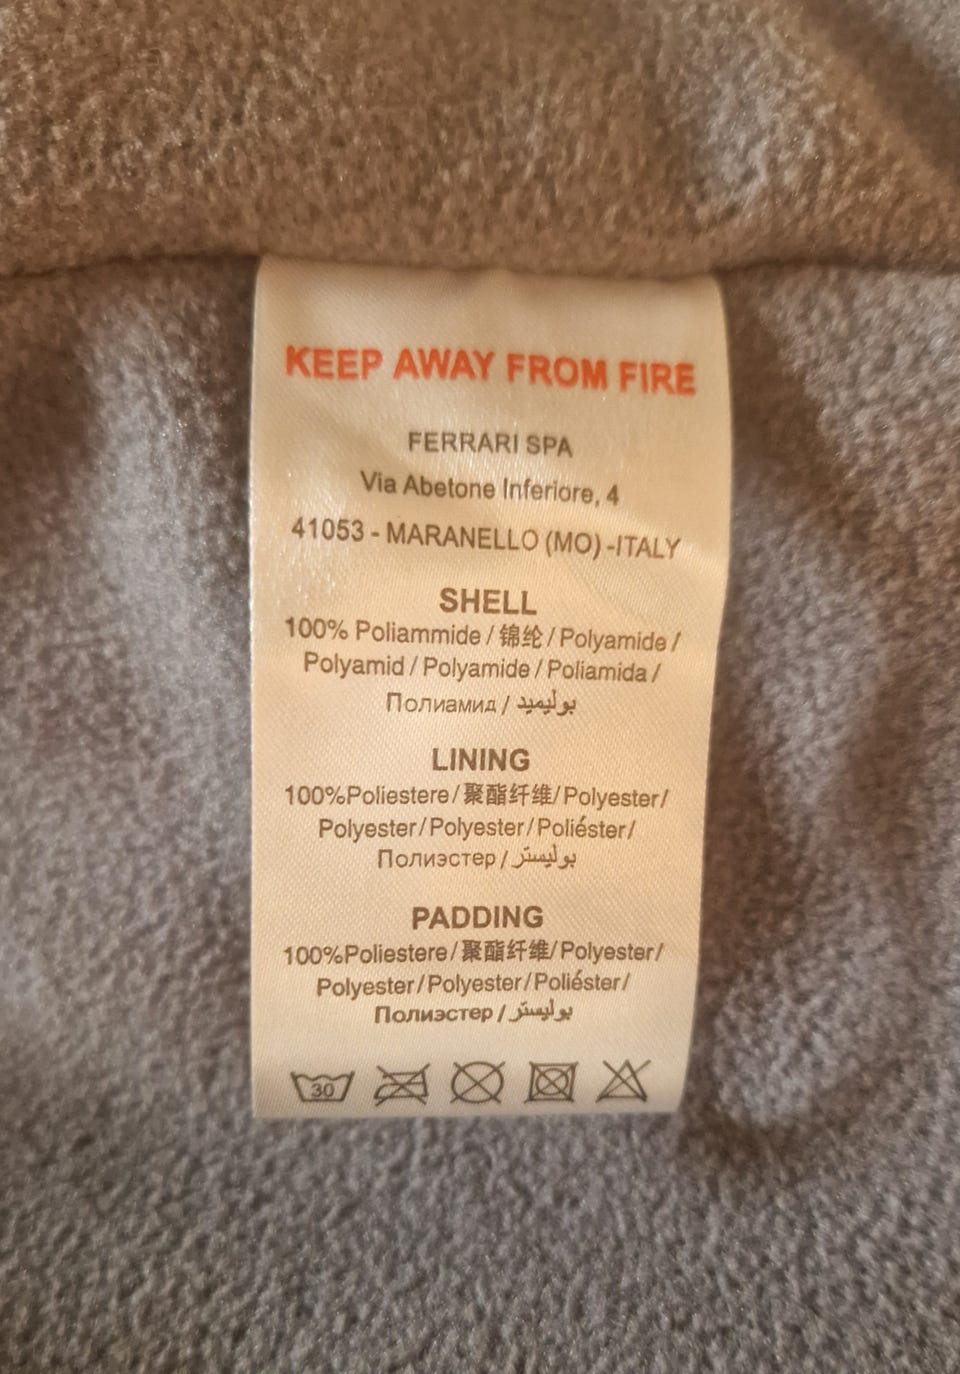 KEEP AWAY FROM FIRE
FERRARI SPA
Via Abetone Inferiore, 4
41053 - MARANELLO (MO) -ITALY
SHELL
100% Poliammide / 锦纶 / Polyamide /
Polyamid / Polyamide / Poliamida /
Полиамид / بوليميد
LINING
100%Poliestere/聚酯纤维/Polyester/
Polyester/Polyester/Poliéster/
Полиэстер / بوليستر
PADDING
100%Poliestere/聚酯纤维/Polyester/
Polyester/Polyester/Poliéster/
Полиэстер / بوليستر
30